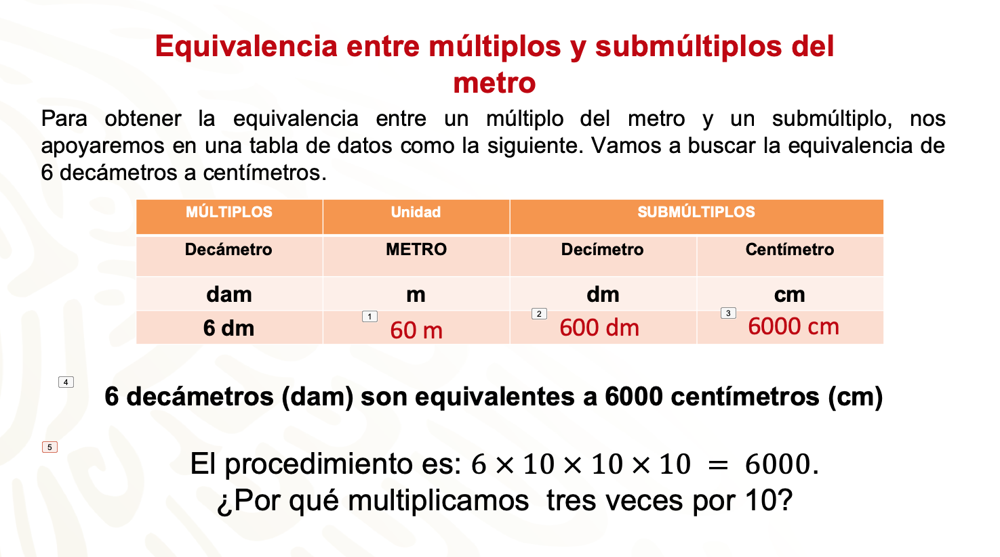 Equivalencia entre múltiplos y submúltiplos del
metro
Para obtener la equivalencia entre un múltiplo del metro y un submúltiplo, nos
apoyaremos en una tabla de datos como la siguiente. Vamos a buscar la equivalencia de
6 decámetros a centímetros.
MÚLTIPLOS Unidad SUBMÚLTIPLOS
Decámetro METRO Decímetro Centímetro
dam m dm cm
6 dm 1 60 m 2 600 dm 3 6000 cm
4
6 decámetros (dam) son equivalentes a 6000 centímetros (cm)
5
El procedimiento es: 6 × 10 × 10 × 10 = 6000.
¿Por qué multiplicamos tres veces por 10?